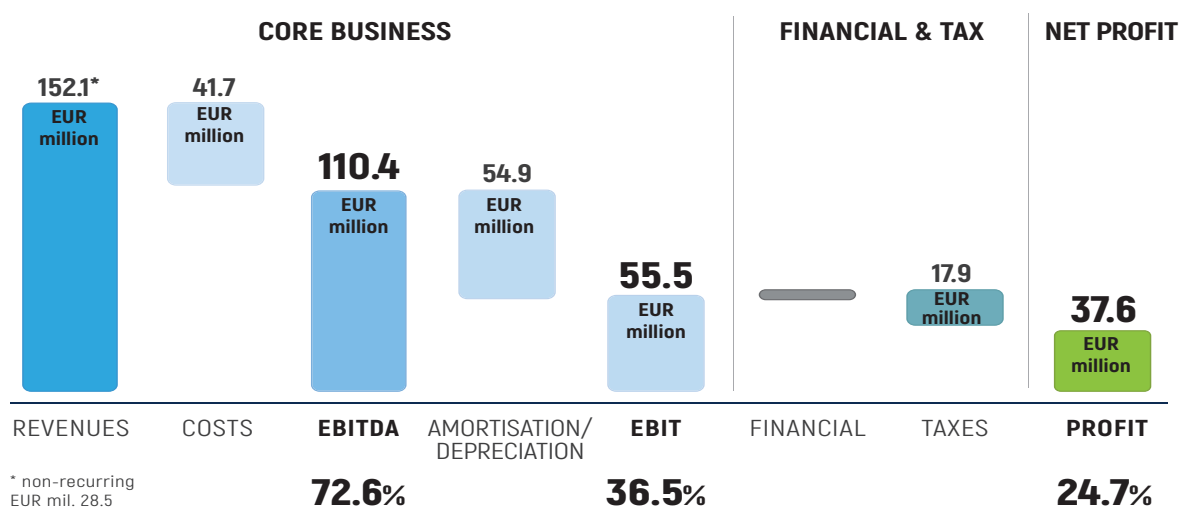 CORE BUSINESS
FINANCIAL & TAX
NET PROFIT
152.1*
EUR
million
41.7
EUR
million
110.4
EUR
million
54.9
EUR
million
55.5
EUR
million
17.9
EUR
million
37.6
EUR
million
REVENUES
COSTS
EBITDA
AMORTISATION/
DEPRECIATION
EBIT
FINANCIAL
TAXES
PROFIT
* non-recurring
EUR mil. 28.5
72.6%
36.5%
24.7%